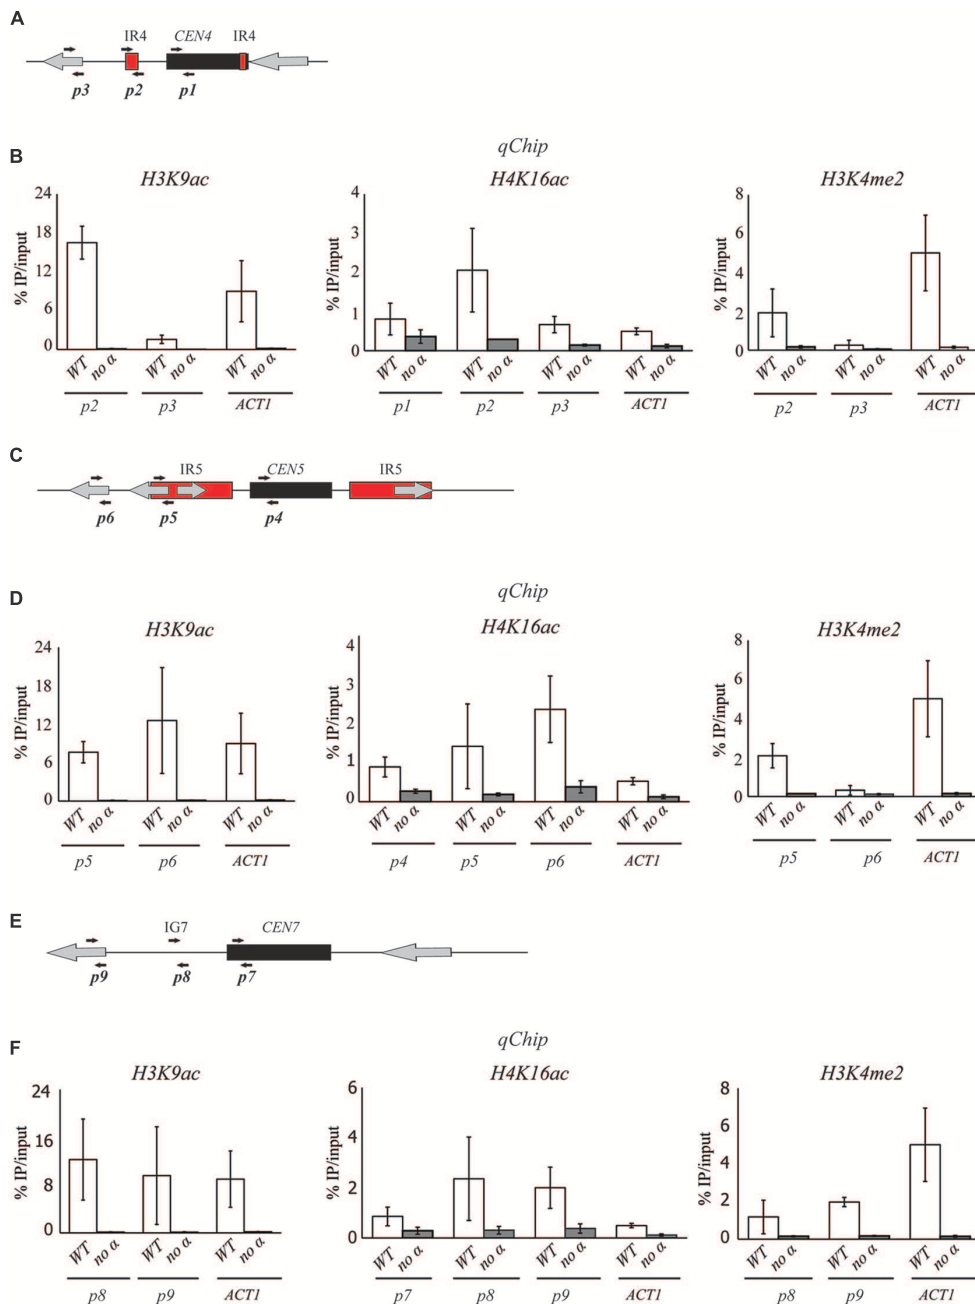 A
IR4 CEN4 IR4
p3 p2 p1
B
qChip
H3K9ac H4K16ac H3K4me2
% IP/input
24
18
12
6
0
WT no α WT no α WT no α
p2 p3 ACT1
% IP/input
4
3
2
1
0
WT no α WT no α WT no α WT no α
p1 p2 p3 ACT1
% IP/input
8
6
4
2
0
WT no α WT no α WT no α
p2 p3 ACT1
C
IR5 CEN5 IR5
p6 p5 p4
D
qChip
H3K9ac H4K16ac H3K4me2
% IP/input
24
18
12
6
0
WT no α WT no α WT no α
p5 p6 ACT1
% IP/input
4
3
2
1
0
WT no α WT no α WT no α WT no α
p4 p5 p6 ACT1
% IP/input
8
6
4
2
0
WT no α WT no α WT no α
p5 p6 ACT1
E
IG7 CEN7
p9 p8 p7
F
qChip
H3K9ac H4K16ac H3K4me2
% IP/input
24
16
8
0
WT no α WT no α WT no α
p8 p9 ACT1
% IP/input
6
4
2
0
WT no α WT no α WT no α WT no α
p7 p8 p9 ACT1
% IP/input
8
6
4
2
0
WT no α WT no α WT no α
p8 p9 ACT1